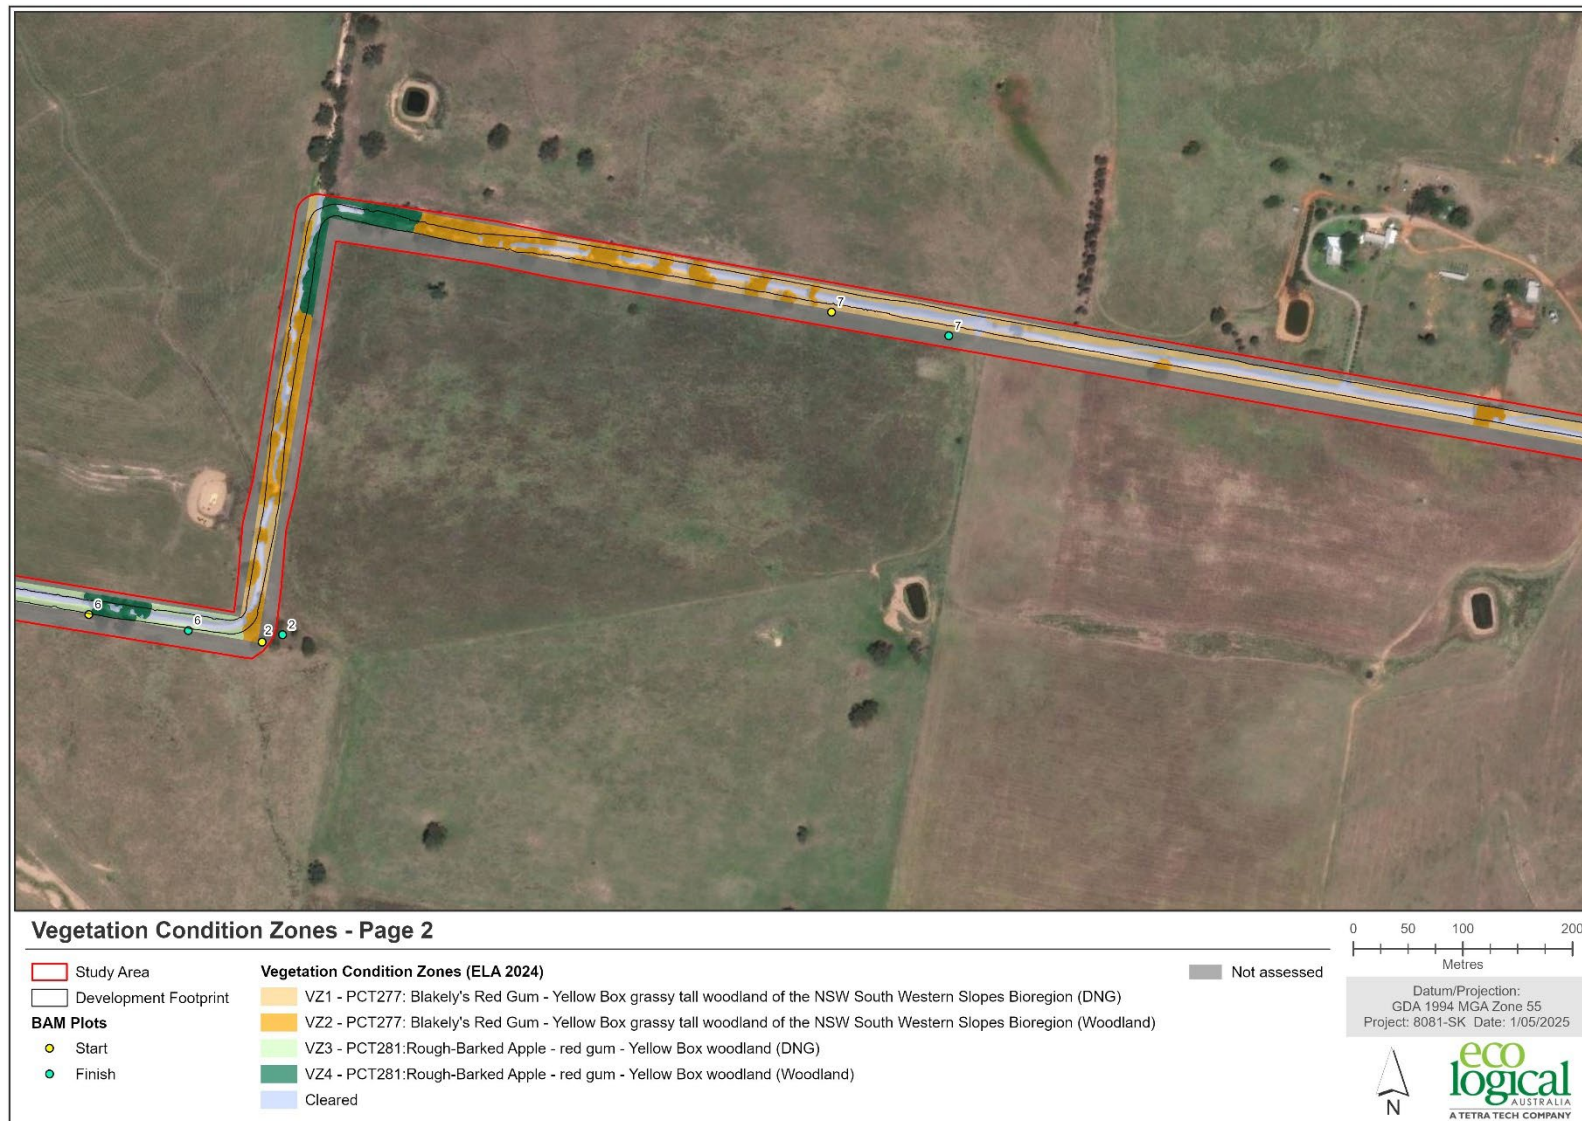 7
7
6
6
2
2
Vegetation Condition Zones - Page 2
Study Area
Development Footprint
BAM Plots
Start
Finish
Vegetation Condition Zones (ELA 2024)
VZ1 - PCT277: Blakely's Red Gum - Yellow Box grassy tall woodland of the NSW South Western Slopes Bioregion (DNG)
VZ2 - PCT277: Blakely's Red Gum - Yellow Box grassy tall woodland of the NSW South Western Slopes Bioregion (Woodland)
VZ3 - PCT281:Rough-Barked Apple - red gum - Yellow Box woodland (DNG)
VZ4 - PCT281:Rough-Barked Apple - red gum - Yellow Box woodland (Woodland)
Cleared
Not assessed
0 50 100 200
Metres
Datum/Projection:
GDA 1994 MGA Zone 55
Project: 8081-SK Date: 1/05/2025
N
eco
logical
AUSTRALIA
A TETRA TECH COMPANY